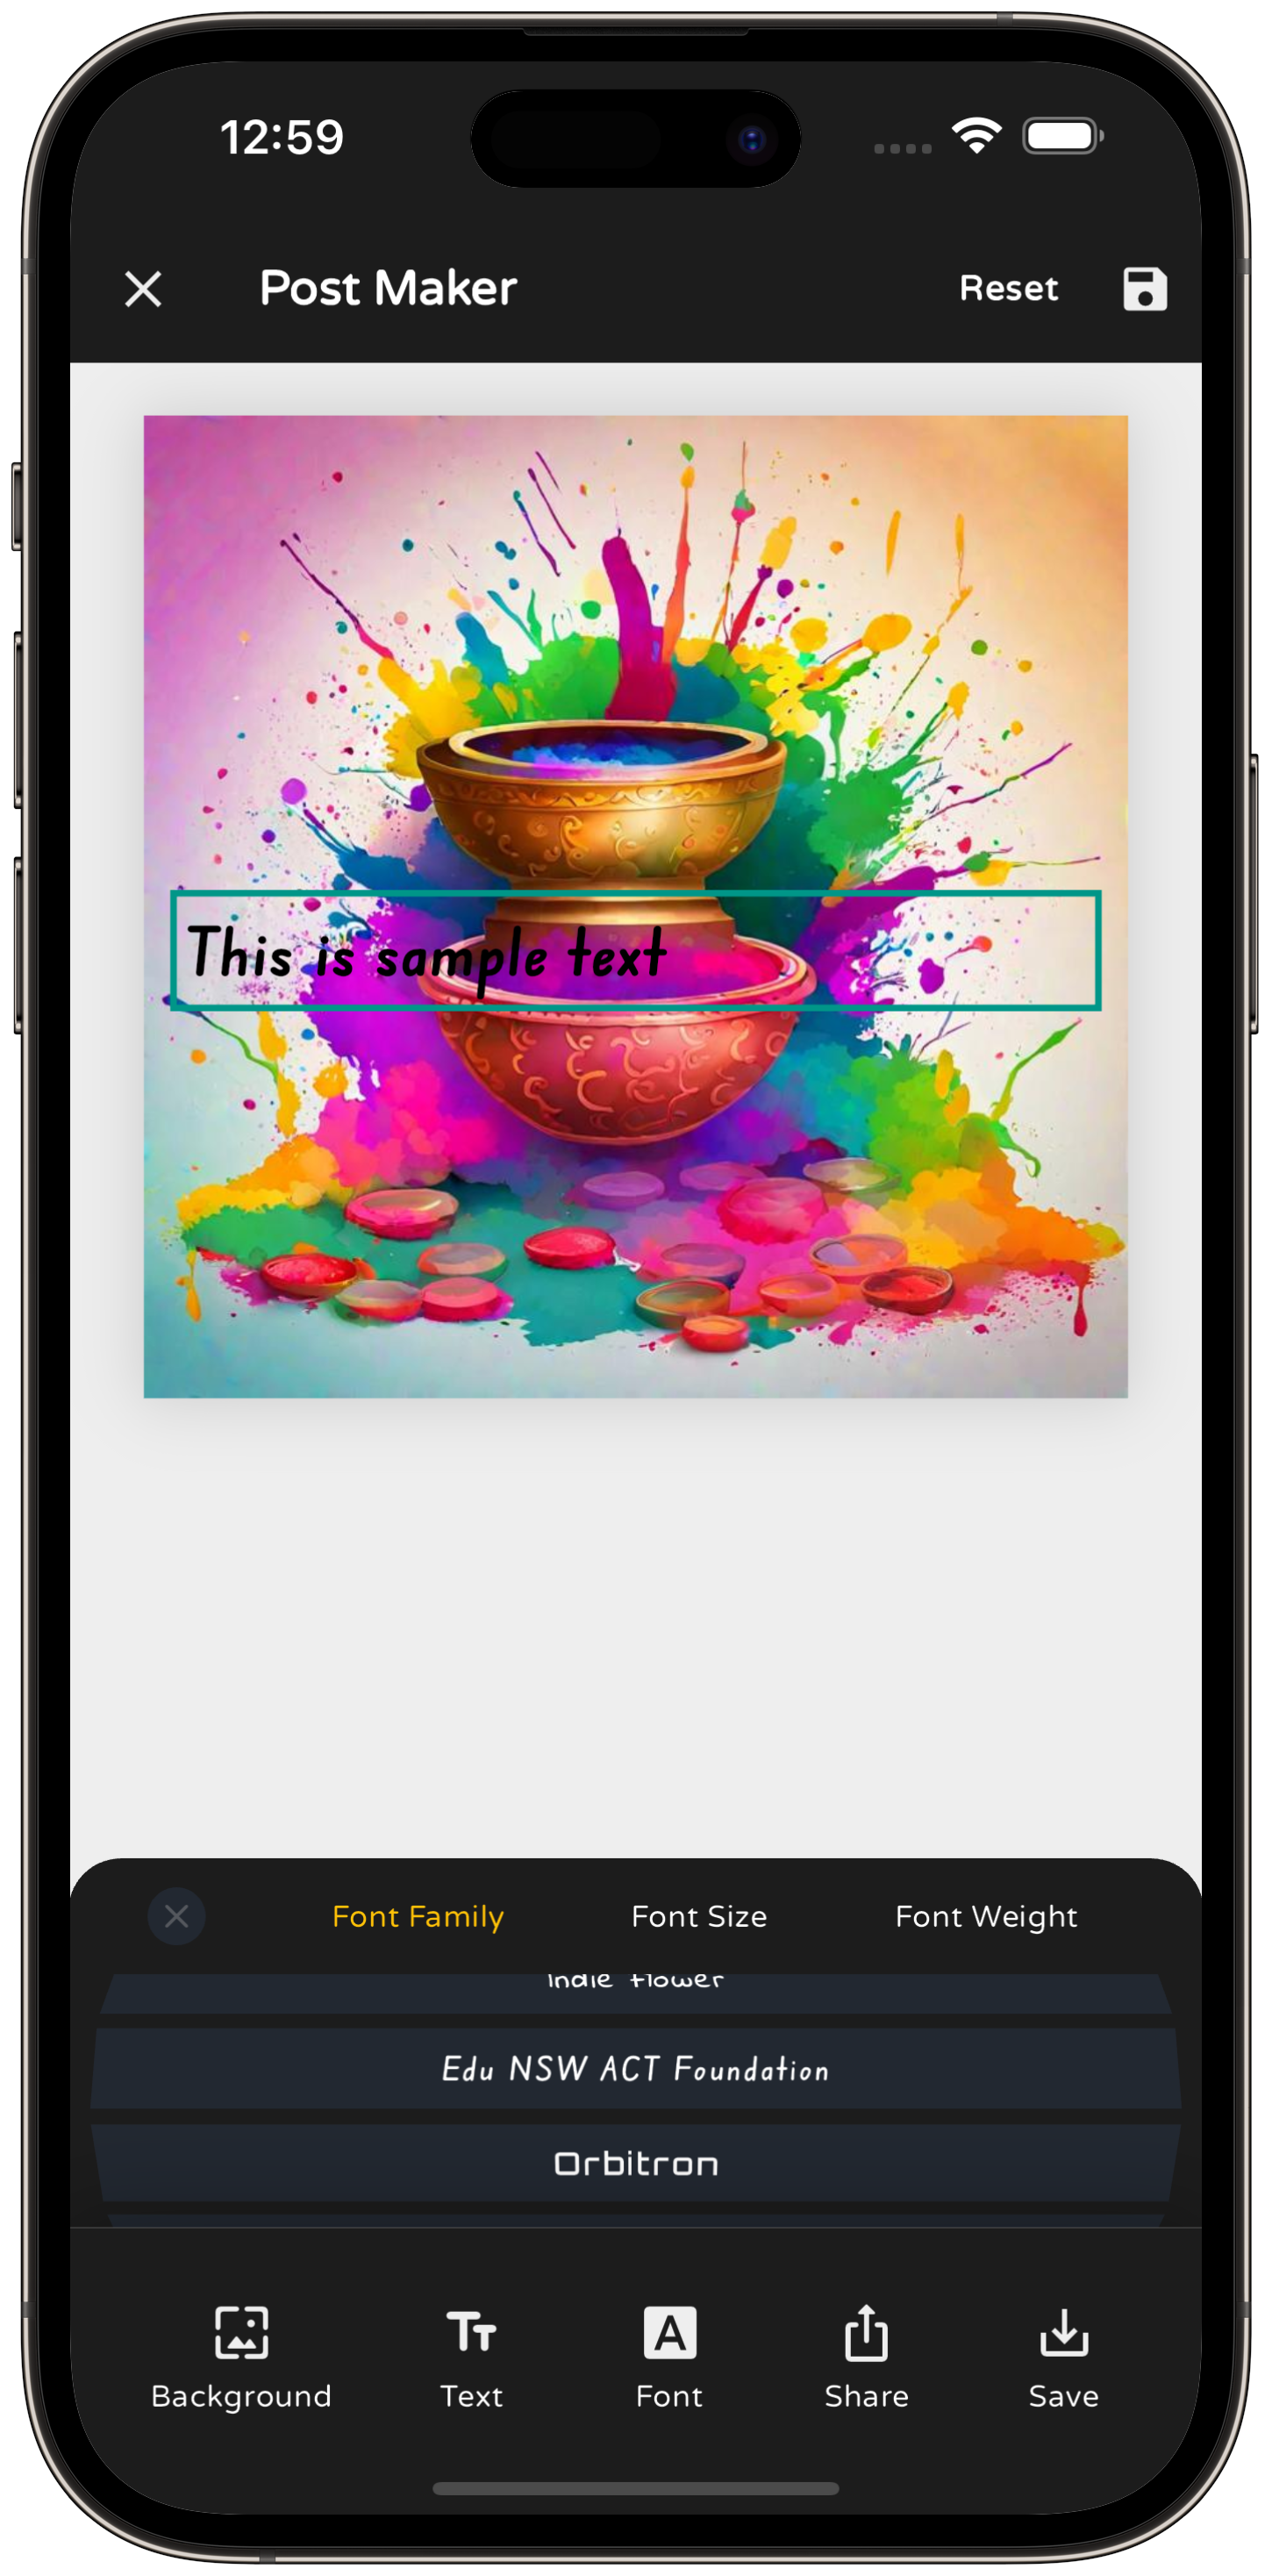 12:59
Post Maker Reset
This is sample text
Font Family Font Size Font Weight
Indie Flower
Edu NSW ACT Foundation
Orbitron
Background Text Font Share Save